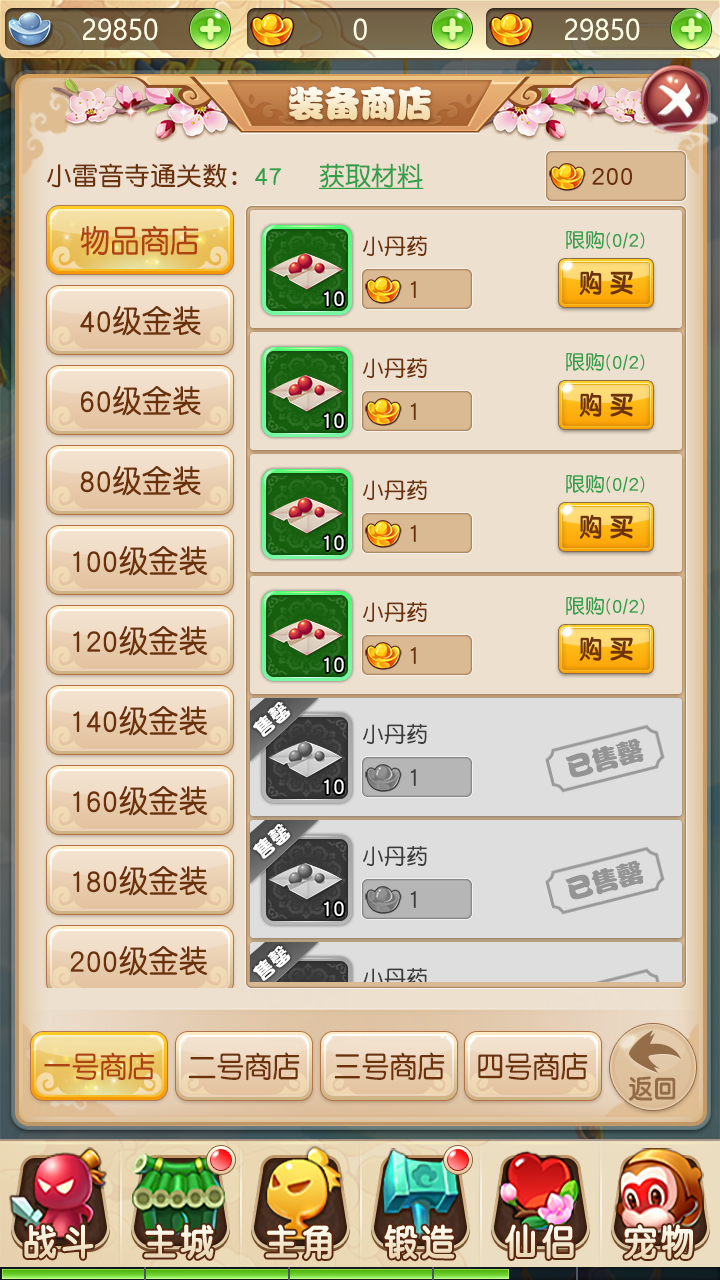 29850
0
29850
装备商店
小雷音寺通关数：47 获取材料 200
物品商店
40级金装
60级金装
80级金装
100级金装
120级金装
140级金装
160级金装
180级金装
200级金装
10 小丹药 1 限购(0/2) 购买
10 小丹药 1 限购(0/2) 购买
10 小丹药 1 限购(0/2) 购买
10 小丹药 1 限购(0/2) 购买
售罄 10 小丹药 1 已售罄
售罄 10 小丹药 1 已售罄
售罄 小丹药
一号商店 二号商店 三号商店 四号商店 返回
战斗 主城 主角 锻造 仙侣 宠物